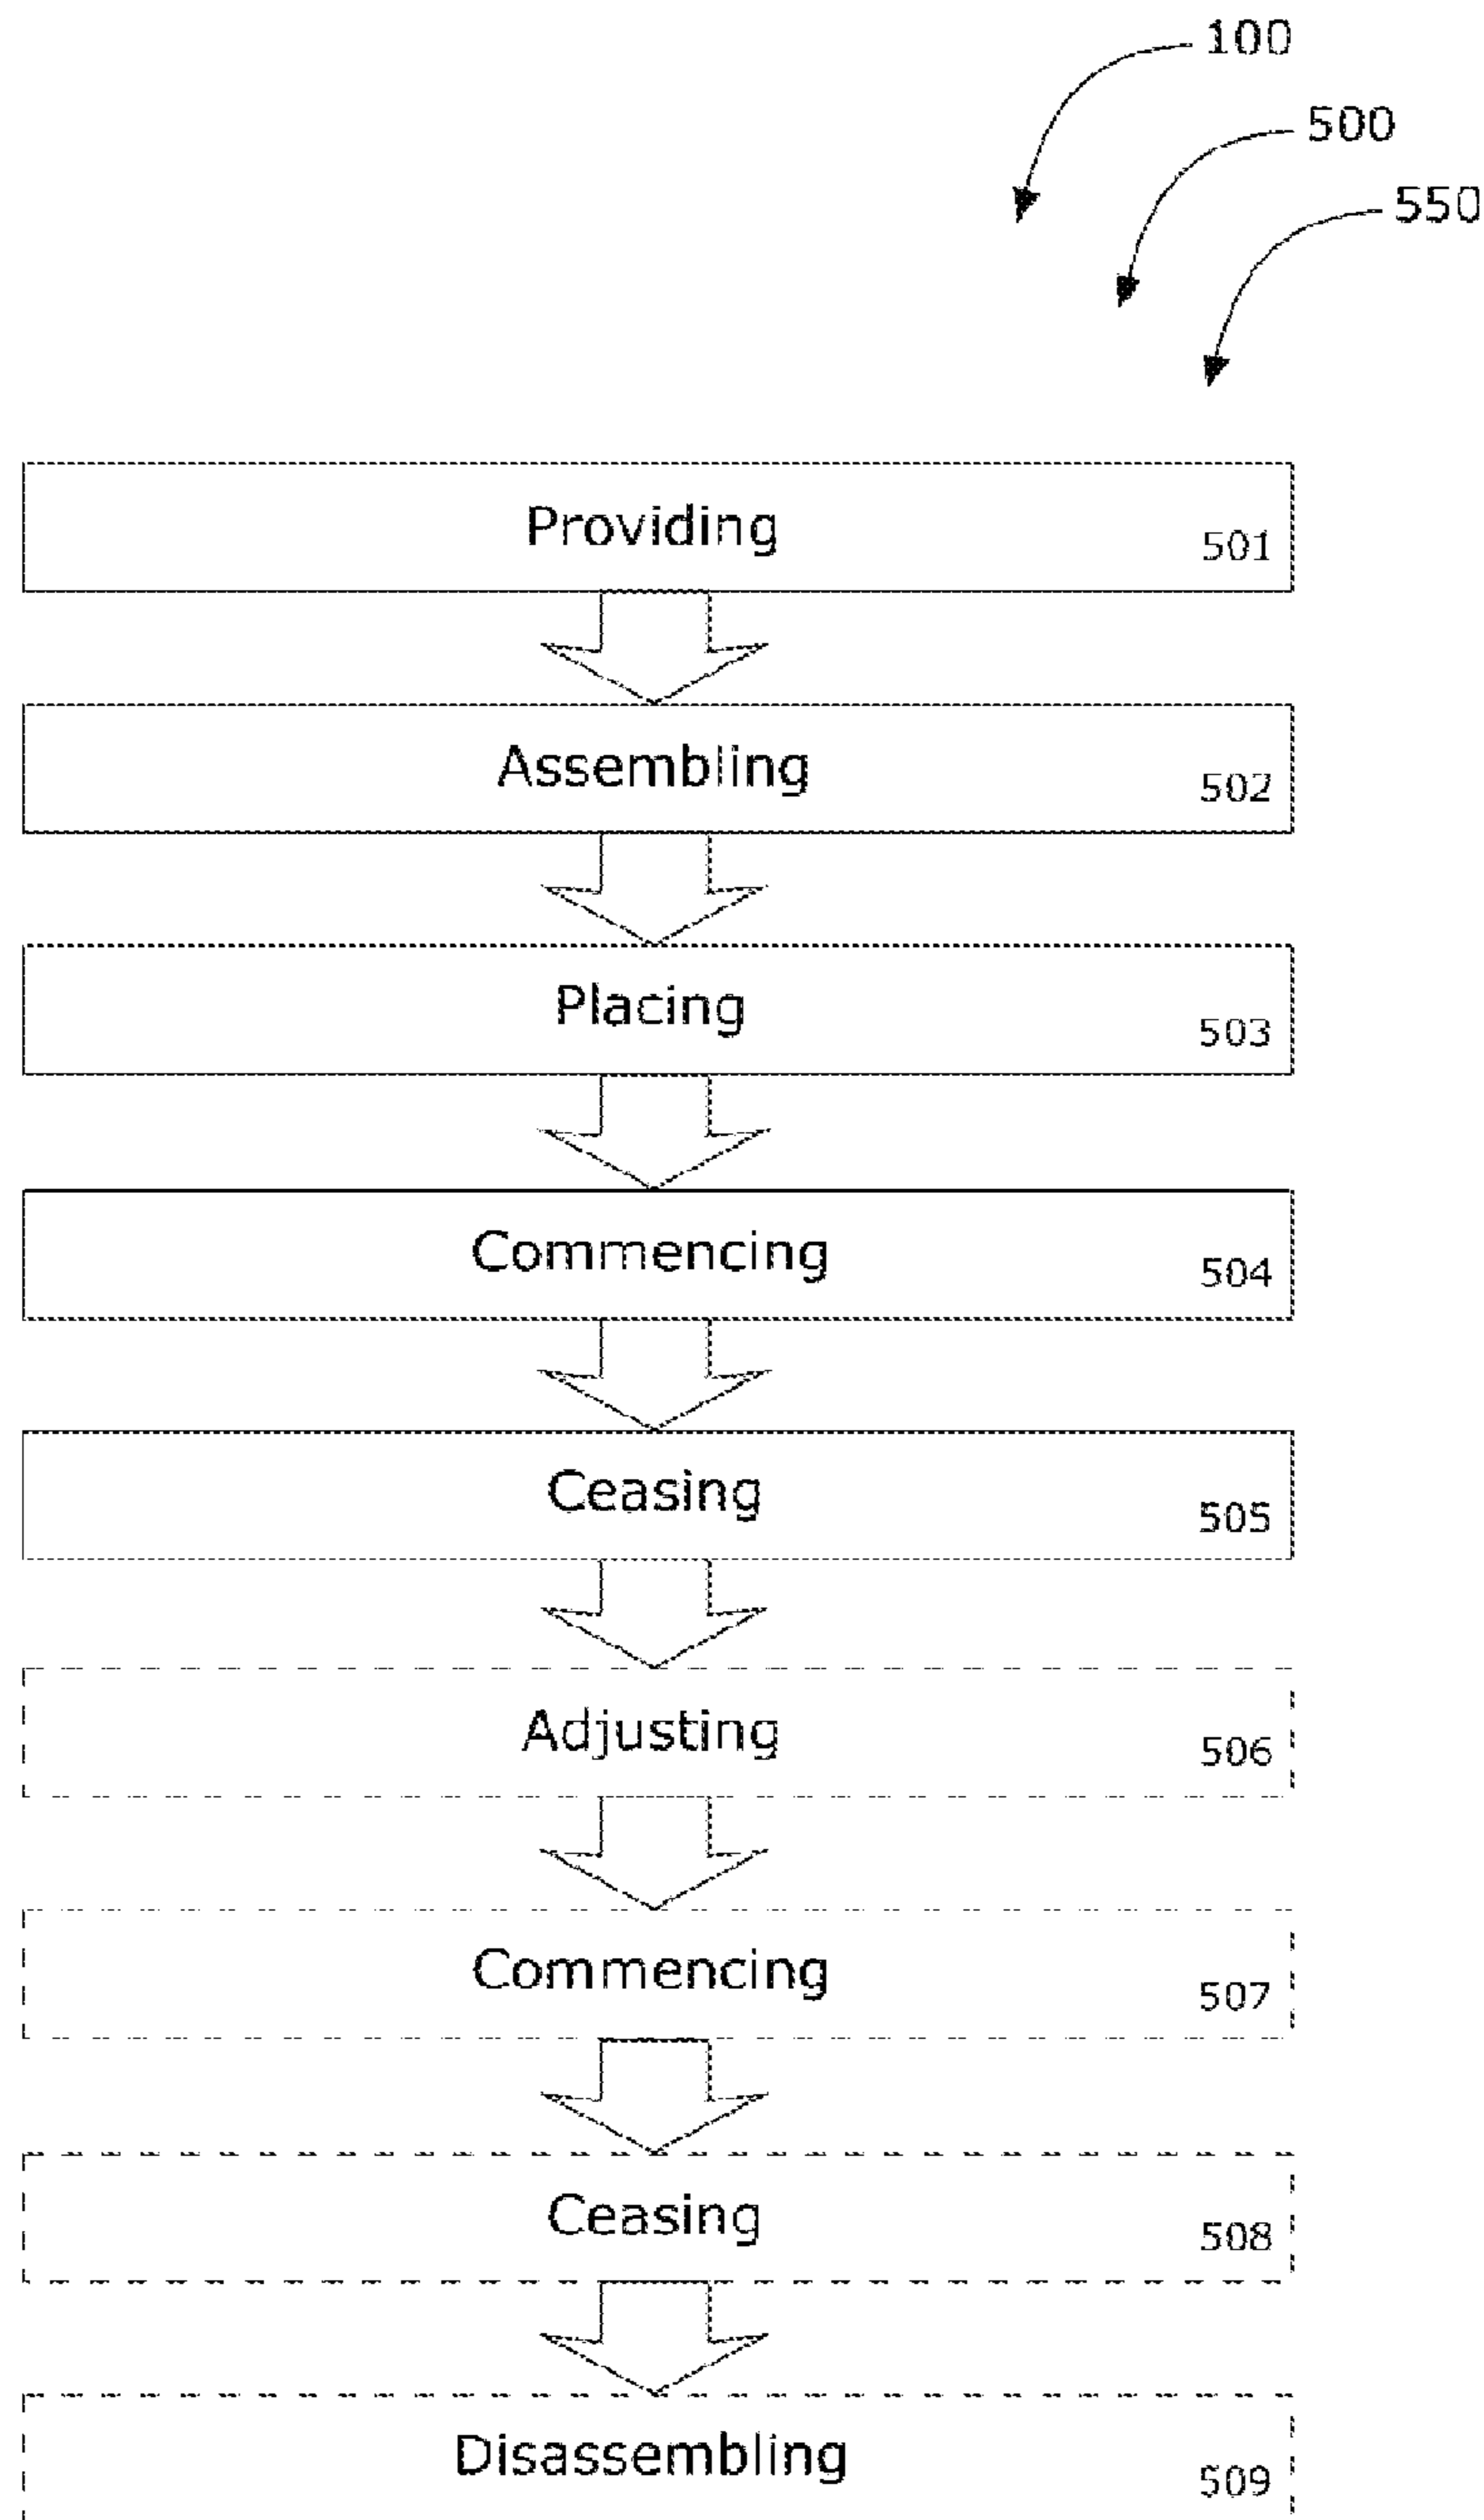 100
500
550
Providing
501
Assembling
502
Placing
503
Commencing
504
Ceasing
505
Adjusting
506
Commencing
507
Ceasing
508
Disassembling
509